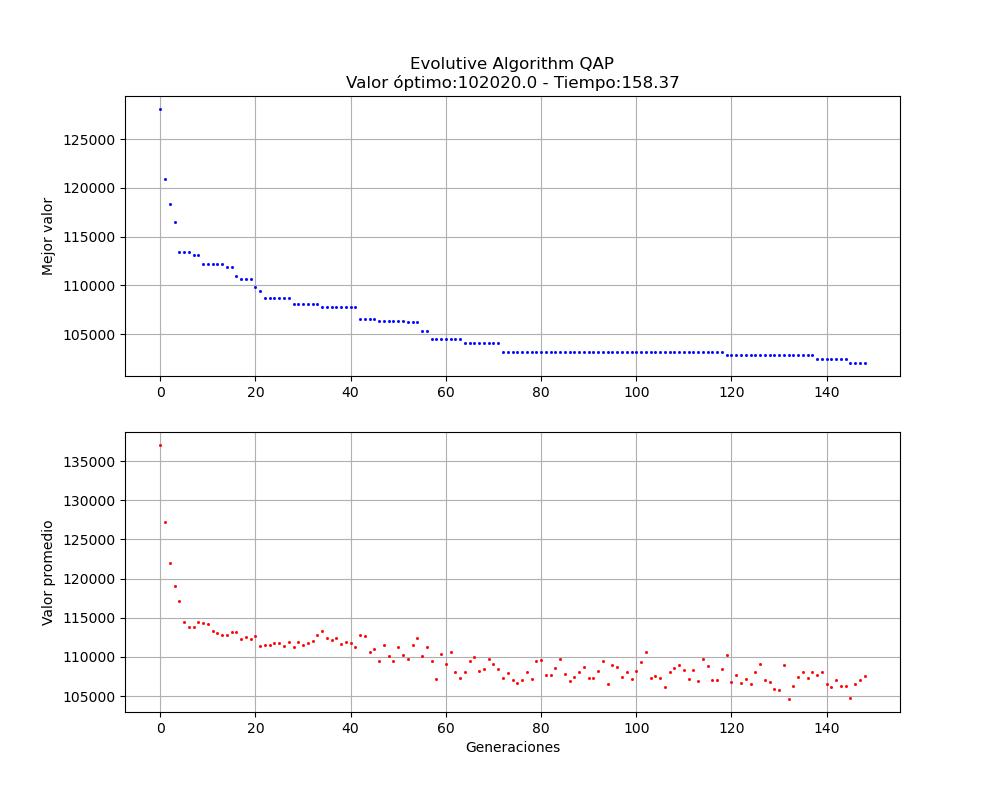 Evolutive Algorithm QAP
Valor óptimo:102020.0 - Tiempo:158.37
Mejor valor
125000
120000
115000
110000
105000
0 20 40 60 80 100 120 140
Valor promedio
135000
130000
125000
120000
115000
110000
105000
0 20 40 60 80 100 120 140
Generaciones